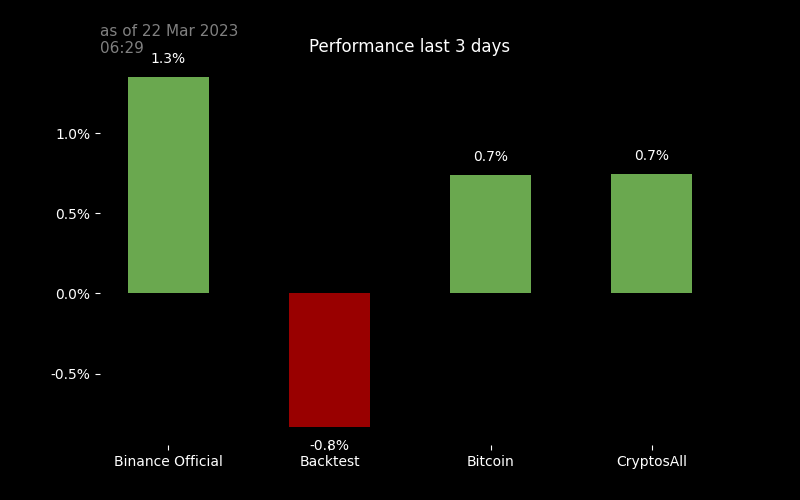 as of 22 Mar 2023
06:29
Performance last 3 days
1.3%
0.7%
0.7%
-0.8%
1.0%
0.5%
0.0%
-0.5%
Binance Official
Backtest
Bitcoin
CryptosAll